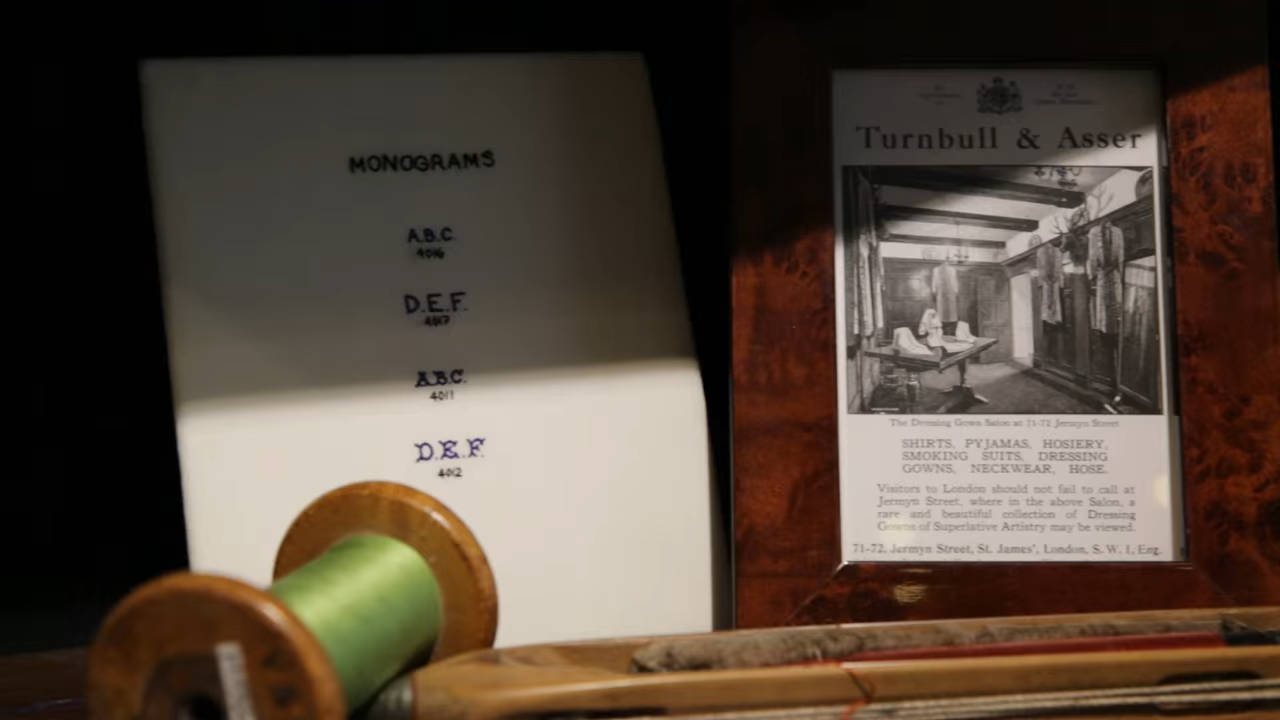 MONOGRAMS
A.B.C.
4016
D.E.F.
4017
A.B.C.
4011
D.E.F.
4012
Turnbull & Asser
The Dressing Gown Salon at 71-72 Jermyn Street
SHIRTS, PYJAMAS, HOSIERY,
SMOKING SUITS, DRESSING
GOWNS, NECKWEAR, HOSE.
Visitors to London should not fail to call at
Jermyn Street, where in the above Salon, a
rare and beautiful collection of Dressing
Gowns of Superlative Artistry may be viewed.
71-72, Jermyn Street, St. James', London, S. W. 1, Eng.